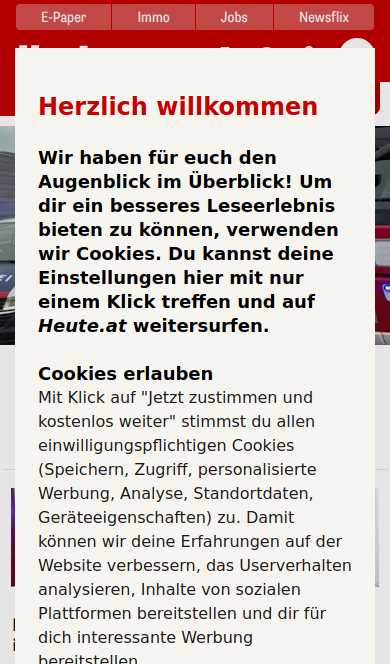 E-Paper Immo Jobs Newsflix
Herzlich willkommen
Wir haben für euch den
Augenblick im Überblick! Um
dir ein besseres Leseerlebnis
bieten zu können, verwenden
wir Cookies. Du kannst deine
Einstellungen hier mit nur
einem Klick treffen und auf
Heute.at weitersurfen.
Cookies erlauben
Mit Klick auf "Jetzt zustimmen und
kostenlos weiter" stimmst du allen
einwilligungspflichtigen Cookies
(Speichern, Zugriff, personalisierte
Werbung, Analyse, Standortdaten,
Geräteeigenschaften) zu. Damit
können wir deine Erfahrungen auf der
Website verbessern, das Userverhalten
analysieren, Inhalte von sozialen
Plattformen bereitstellen und dir für
dich interessante Werbung
bereitstellen.